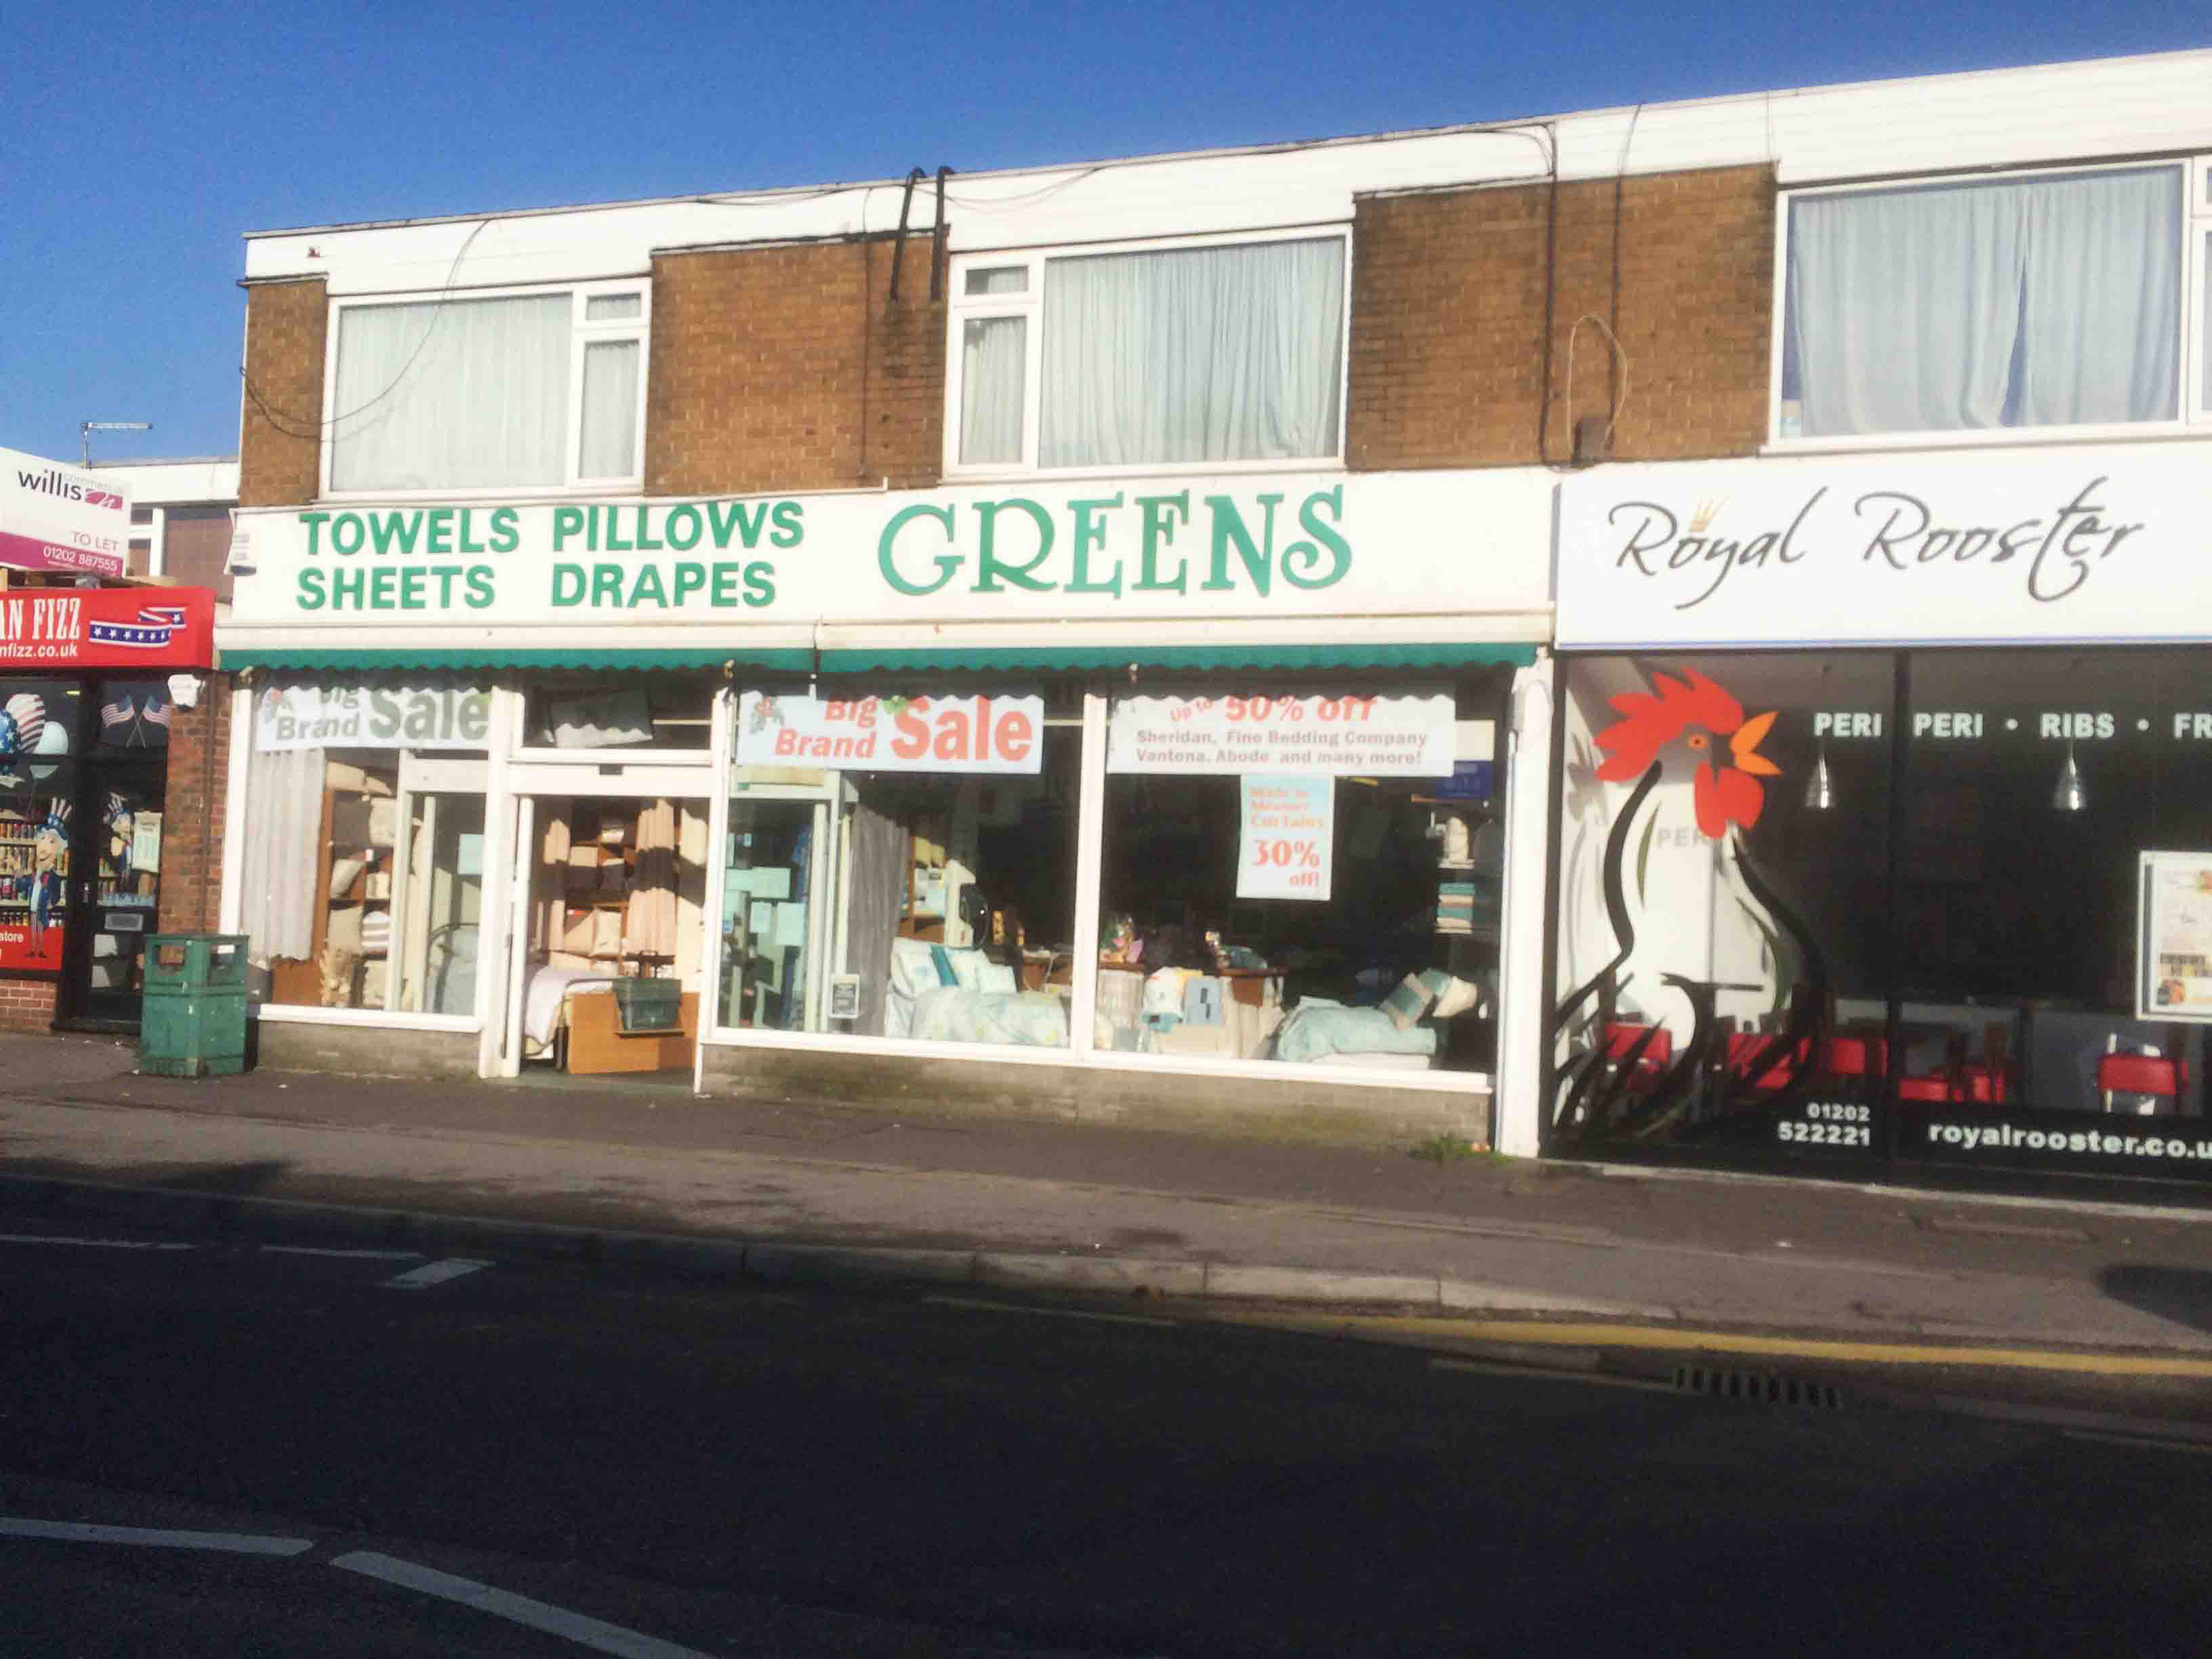 willis
commercial
TO LET
01202 887555
AN FIZZ
nfizz.co.uk
store
TOWELS PILLOWS
SHEETS DRAPES
GREENS
Big
Brand Sale
Big
Brand Sale
Up to 50% off
Sheridan, Fine Bedding Company
Vantona, Abode and many more!
Made to
Measure
Curtains
30%
off!
Royal Rooster
PERI PERI • RIBS • FR
PER
01202
522221
royalrooster.co.u